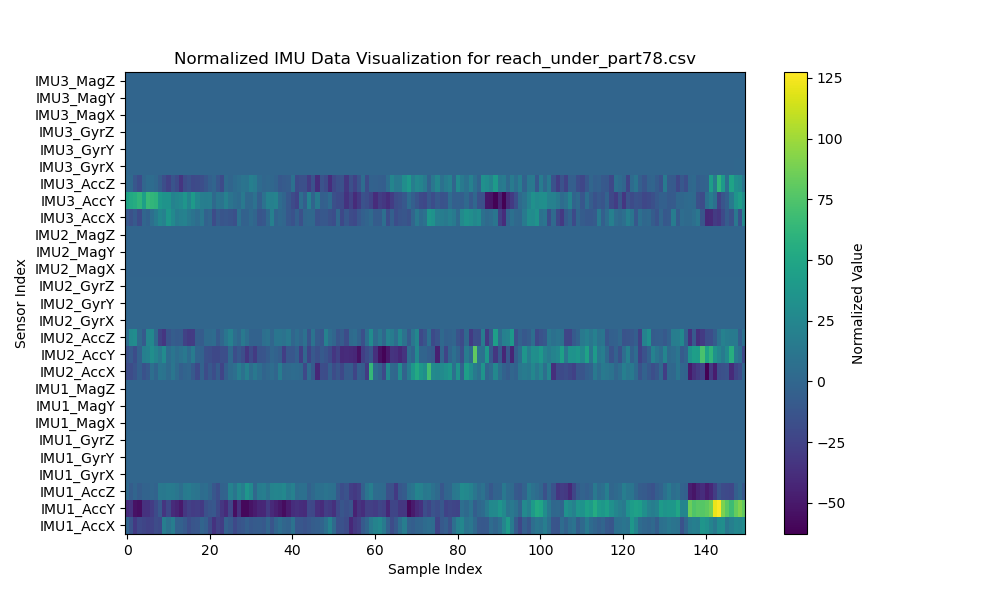 Normalized IMU Data Visualization for reach_under_part78.csv
IMU3_MagZ
IMU3_MagY
IMU3_MagX
IMU3_GyrZ
IMU3_GyrY
IMU3_GyrX
IMU3_AccZ
IMU3_AccY
IMU3_AccX
IMU2_MagZ
IMU2_MagY
IMU2_MagX
IMU2_GyrZ
IMU2_GyrY
IMU2_GyrX
IMU2_AccZ
IMU2_AccY
IMU2_AccX
IMU1_MagZ
IMU1_MagY
IMU1_MagX
IMU1_GyrZ
IMU1_GyrY
IMU1_GyrX
IMU1_AccZ
IMU1_AccY
IMU1_AccX
Sensor Index
0 20 40 60 80 100 120 140
Sample Index
125
100
75
50
25
0
−25
−50
Normalized Value